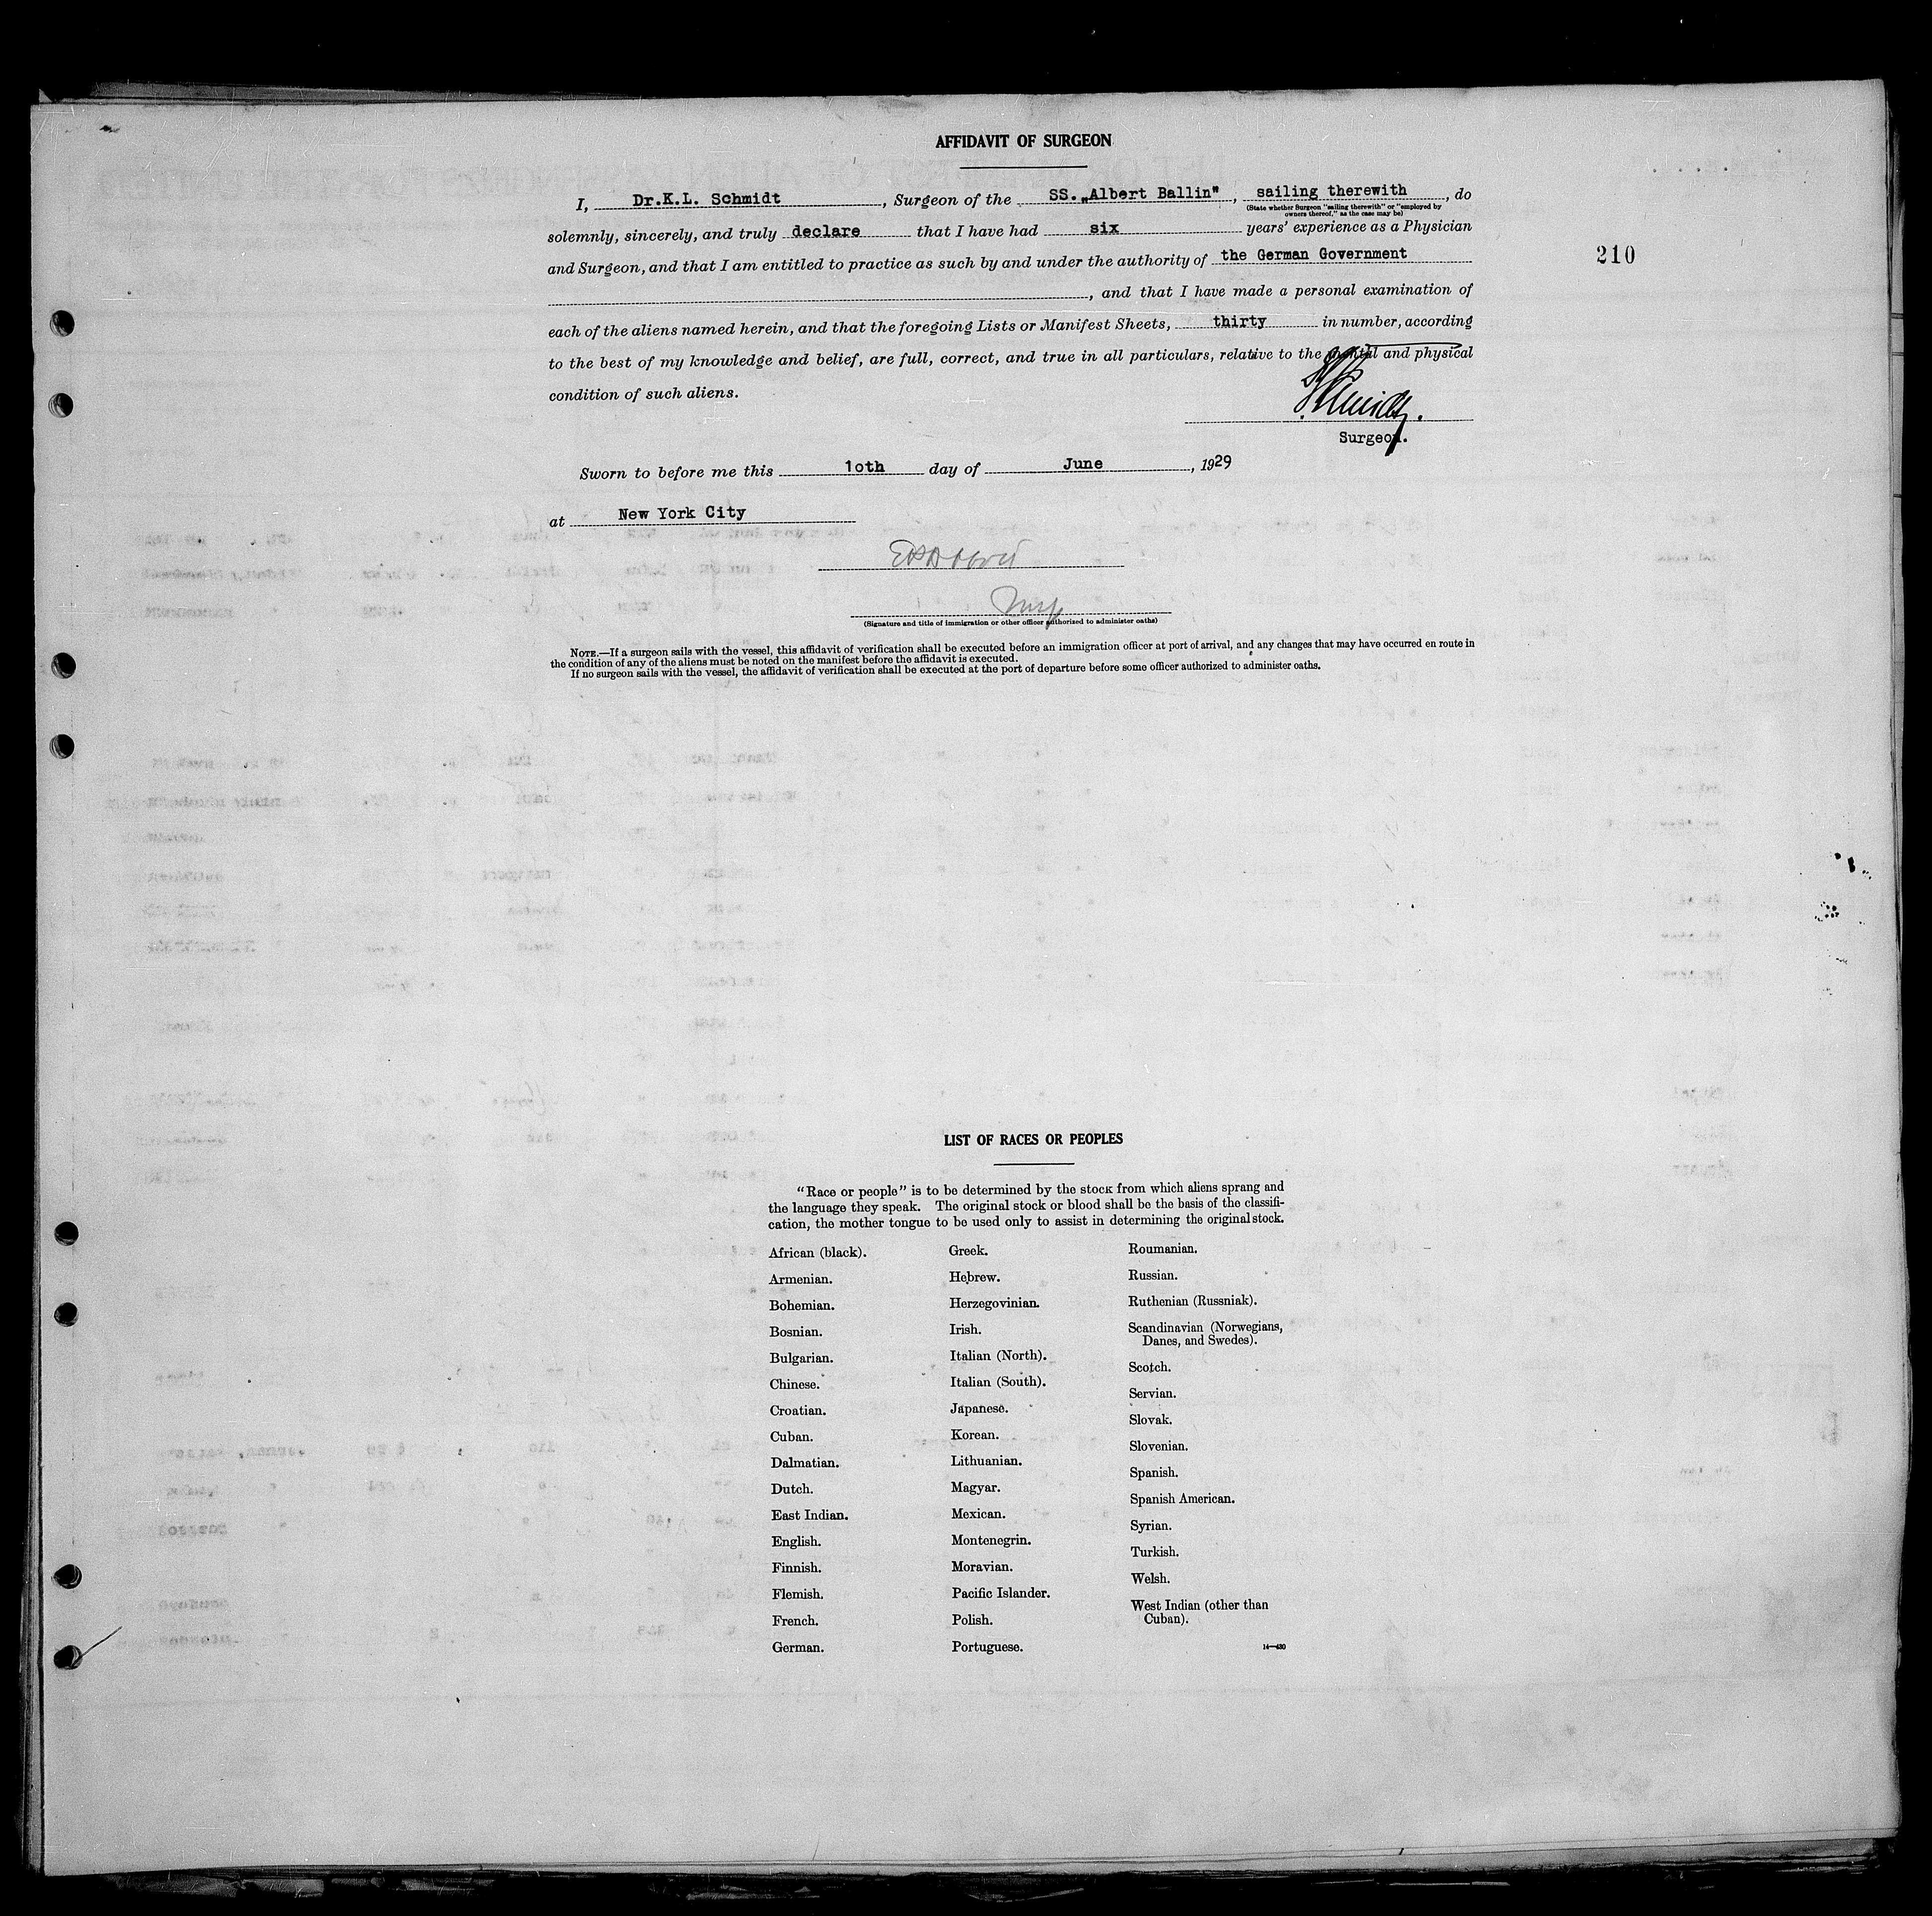 AFFIDAVIT OF SURGEON
I, Dr.K.L. Schmidt, Surgeon of the SS. „Albert Ballin", sailing therewith, do
(State whether Surgeon "sailing therewith" or "employed by
owners thereof," as the case may be)
solemnly, sincerely, and truly declare that I have had six years' experience as a Physician
and Surgeon, and that I am entitled to practice as such by and under the authority of the German Government
210
, and that I have made a personal examination of
each of the aliens named herein, and that the foregoing Lists or Manifest Sheets, thirty in number, according
to the best of my knowledge and belief, are full, correct, and true in all particulars, relative to the mental and physical
condition of such aliens.
Schmidt.
Surgeon.
Sworn to before me this 1oth day of June, 1929
at New York City
(Signature and title of immigration or other officer authorized to administer oaths)
NOTE.—If a surgeon sails with the vessel, this affidavit of verification shall be executed before an immigration officer at port of arrival, and any changes that may have occurred en route in
the condition of any of the aliens must be noted on the manifest before the affidavit is executed.
If no surgeon sails with the vessel, the affidavit of verification shall be executed at the port of departure before some officer authorized to administer oaths.
LIST OF RACES OR PEOPLES
"Race or people" is to be determined by the stock from which aliens sprang and
the language they speak. The original stock or blood shall be the basis of the classifi-
cation, the mother tongue to be used only to assist in determining the original stock.
African (black).
Armenian.
Bohemian.
Bosnian.
Bulgarian.
Chinese.
Croatian.
Cuban.
Dalmatian.
Dutch.
East Indian.
English.
Finnish.
Flemish.
French.
German.
Greek.
Hebrew.
Herzegovinian.
Irish.
Italian (North).
Italian (South).
Japanese.
Korean.
Lithuanian.
Magyar.
Mexican.
Montenegrin.
Moravian.
Pacific Islander.
Polish.
Portuguese.
Roumanian.
Russian.
Ruthenian (Russniak).
Scandinavian (Norwegians,
Danes, and Swedes).
Scotch.
Servian.
Slovak.
Slovenian.
Spanish.
Spanish American.
Syrian.
Turkish.
Welsh.
West Indian (other than
Cuban).
14—430